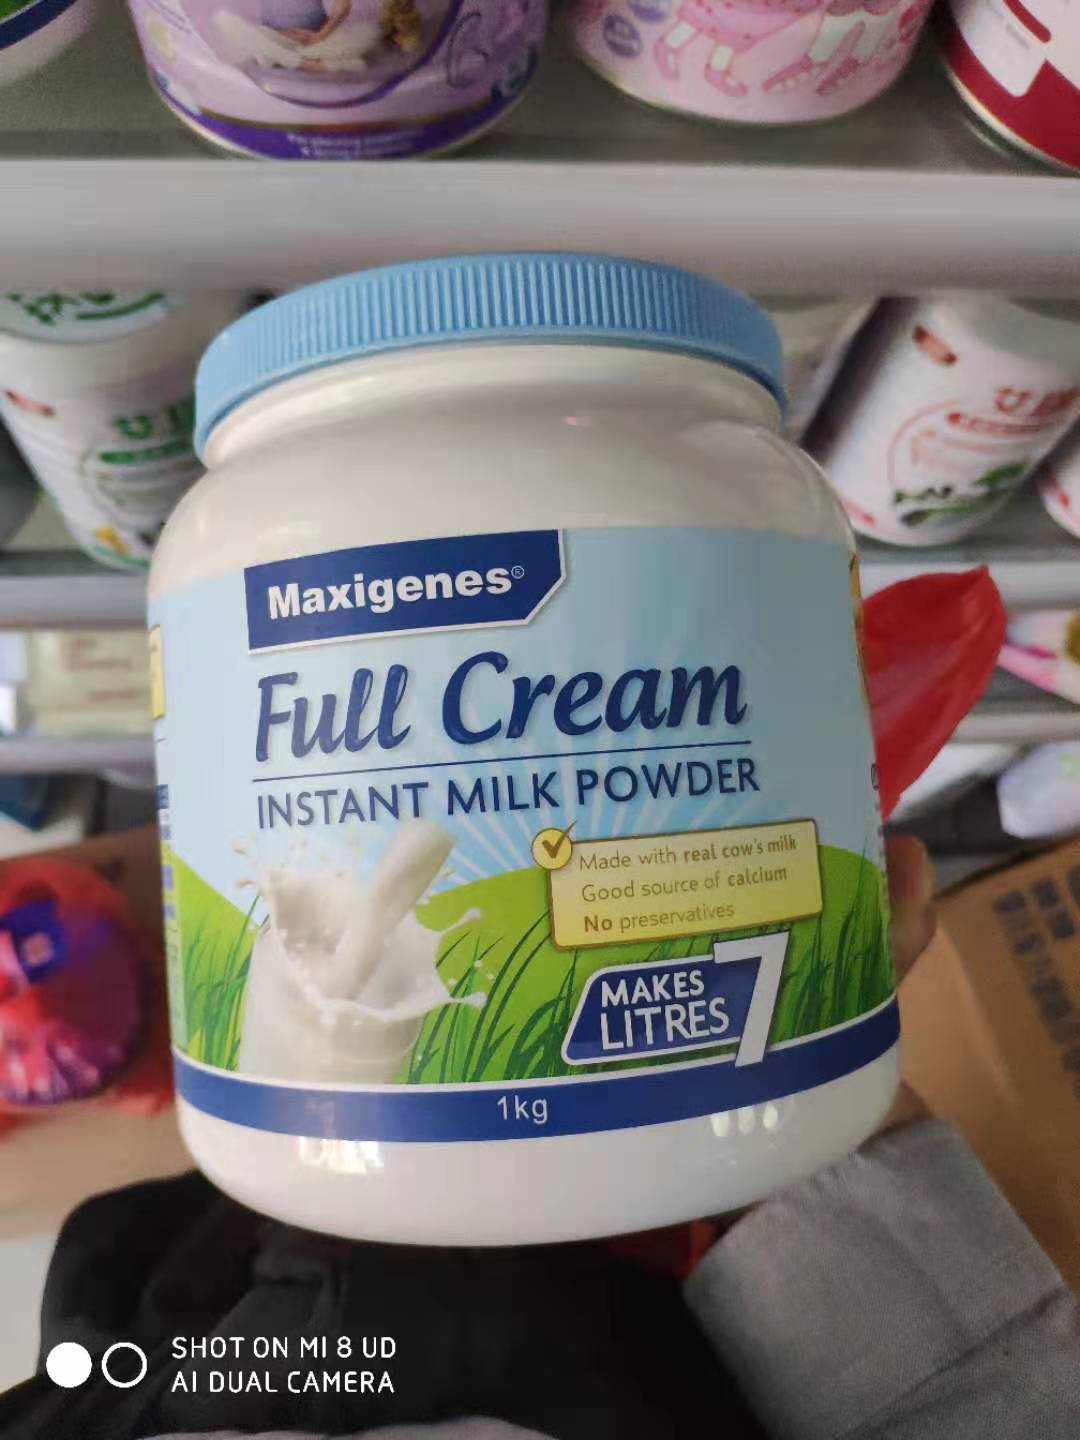 Maxigenes®
Full Cream
INSTANT MILK POWDER
Made with real cow's milk
Good source of calcium
No preservatives
MAKES 7
LITRES
1kg
SHOT ON MI 8 UD
AI DUAL CAMERA